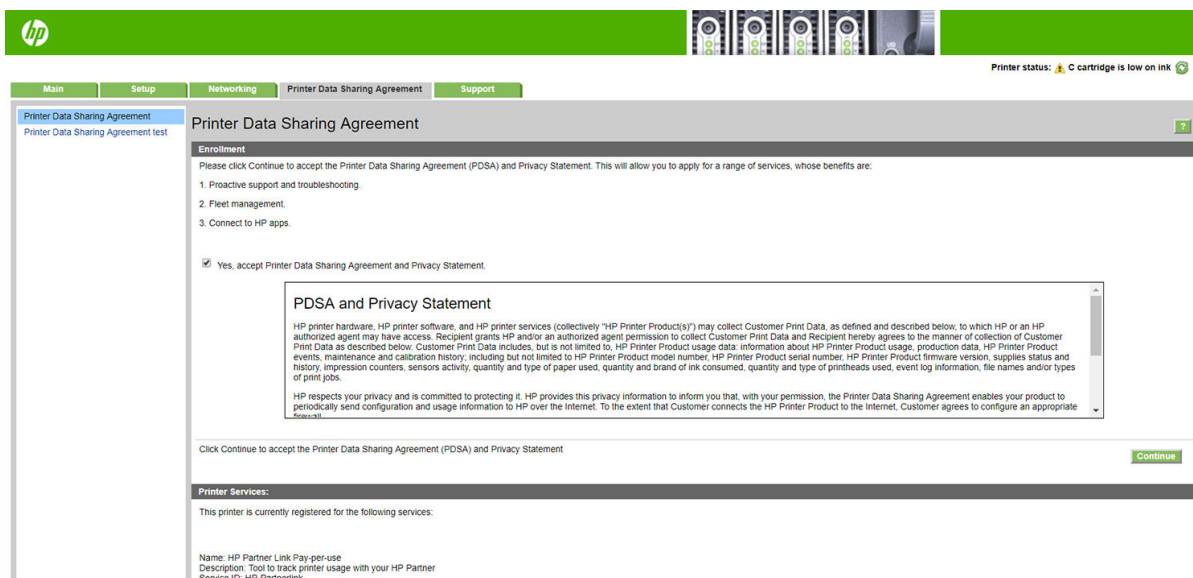 hp
Printer status: C cartridge is low on ink
Main Setup Networking Printer Data Sharing Agreement Support
Printer Data Sharing Agreement
Printer Data Sharing Agreement test
Printer Data Sharing Agreement
?
Enrollment
Please click Continue to accept the Printer Data Sharing Agreement (PDSA) and Privacy Statement. This will allow you to apply for a range of services, whose benefits are:
1. Proactive support and troubleshooting.
2. Fleet management.
3. Connect to HP apps.
Yes, accept Printer Data Sharing Agreement and Privacy Statement.
PDSA and Privacy Statement
HP printer hardware, HP printer software, and HP printer services (collectively "HP Printer Product(s)") may collect Customer Print Data, as defined and described below, to which HP or an HP
authorized agent may have access. Recipient grants HP and/or an authorized agent permission to collect Customer Print Data and Recipient hereby agrees to the manner of collection of Customer
Print Data as described below. Customer Print Data includes, but is not limited to, HP Printer Product usage data: information about HP Printer Product usage, production data, HP Printer Product
events, maintenance and calibration history; including but not limited to HP Printer Product model number, HP Printer Product serial number, HP Printer Product firmware version, supplies status and
history, impression counters, sensors activity, quantity and type of paper used, quantity and brand of ink consumed, quantity and type of printheads used, event log information, file names and/or types
of print jobs.
HP respects your privacy and is committed to protecting it. HP provides this privacy information to inform you that, with your permission, the Printer Data Sharing Agreement enables your product to
periodically send configuration and usage information to HP over the Internet. To the extent that Customer connects the HP Printer Product to the Internet, Customer agrees to configure an appropriate
firewall
Click Continue to accept the Printer Data Sharing Agreement (PDSA) and Privacy Statement
Continue
Printer Services:
This printer is currently registered for the following services:
Name: HP Partner Link Pay-per-use
Description: Tool to track printer usage with your HP Partner
Service ID: HP Partnerlink